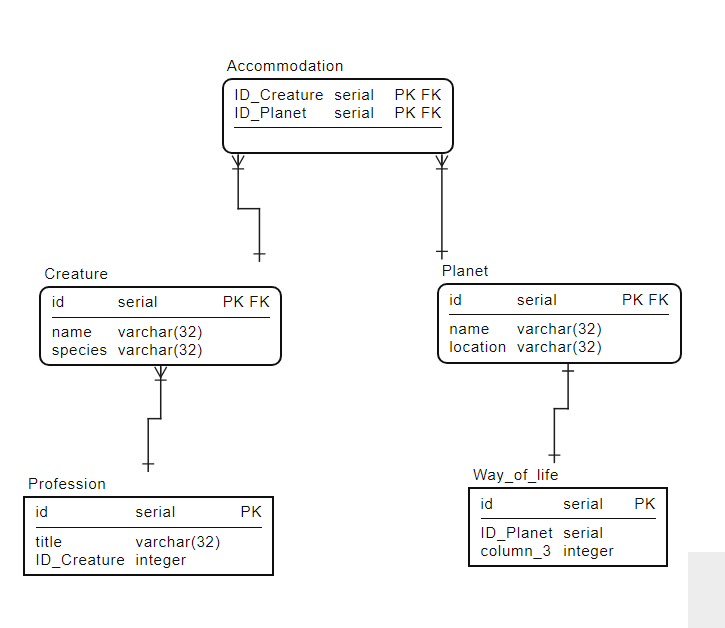 Accommodation
ID_Creature serial PK FK
ID_Planet serial PK FK
Creature
id serial PK FK
name varchar(32)
species varchar(32)
Planet
id serial PK FK
name varchar(32)
location varchar(32)
Profession
id serial PK
title varchar(32)
ID_Creature integer
Way_of_life
id serial PK
ID_Planet serial
column_3 integer